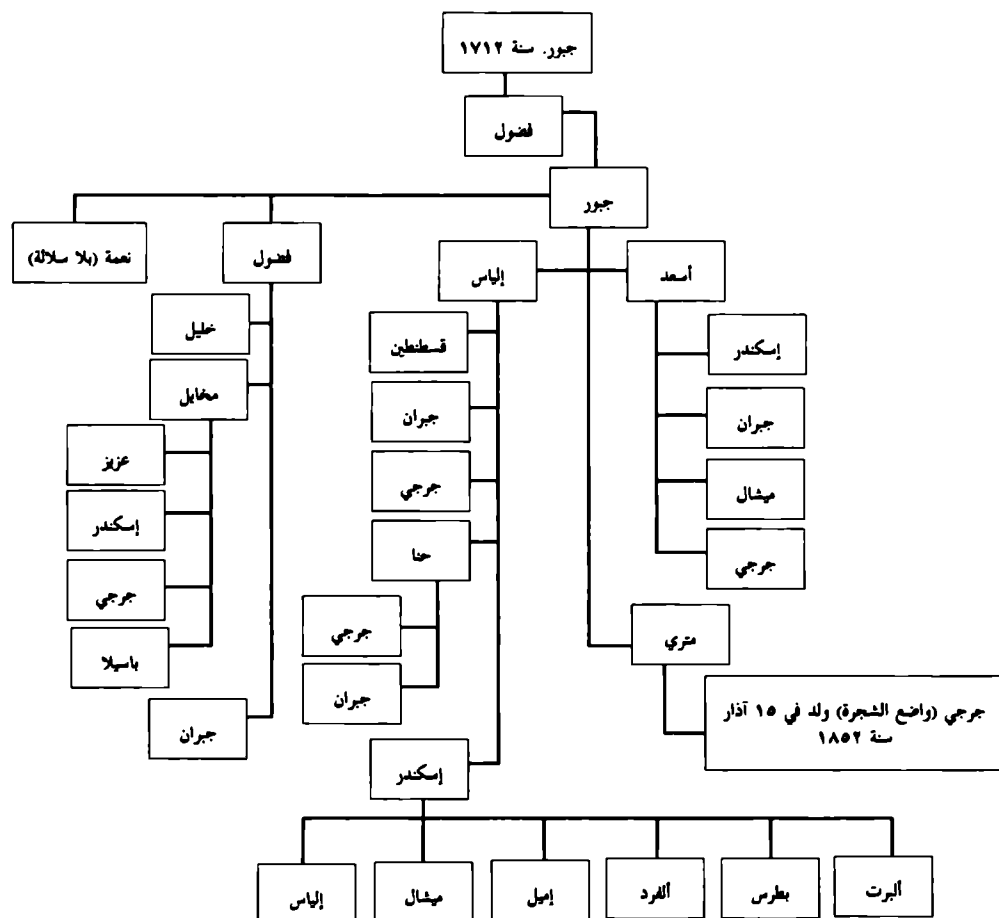 جبور. سنة ١٧١٢
فضول
جبور
نعمة (بلا سلالة)
فضول
إلياس
أسعد
خليل
مخايل
عزيز
إسكندر
جرجي
باسيلا
جبران
قسطنطين
جبران
جرجي
حنا
جرجي
جبران
إسكندر
إسكندر
جبران
ميشال
جرجي
متري
جرجي (واضع الشجرة) ولد في ١٥ آذار
سنة ١٨٥٢
إلياس
ميشال
إميل
ألفرد
بطرس
ألبرت